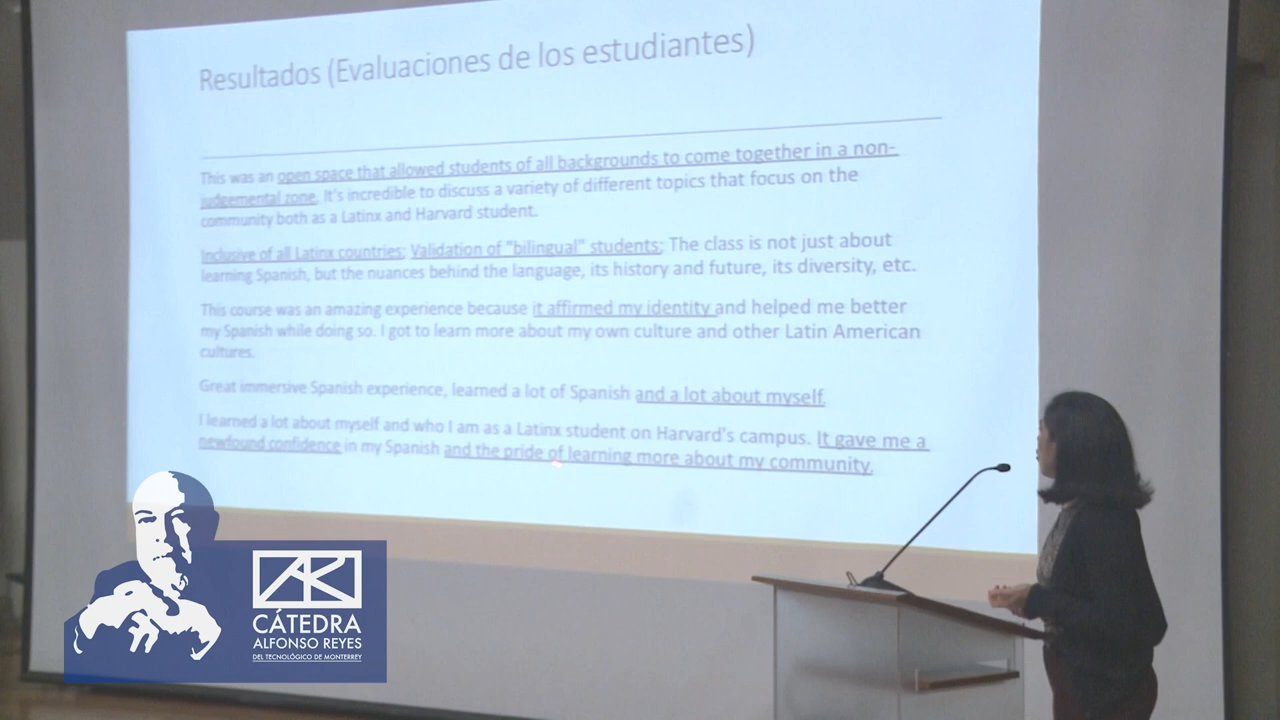 Resultados (Evaluaciones de los estudiantes)
This was an open space that allowed students of all backgrounds to come together in a non-
judgemental zone. It's incredible to discuss a variety of different topics that focus on the
community both as a Latinx and Harvard student.
Inclusive of all Latinx countries; Validation of "bilingual" students; The class is not just about
learning Spanish, but the nuances behind the language, its history and future, its diversity, etc.
This course was an amazing experience because it affirmed my identity and helped me better
my Spanish while doing so. I got to learn more about my own culture and other Latin American
cultures.
Great immersive Spanish experience, learned a lot of Spanish and a lot about myself.
I learned a lot about myself and who I am as a Latinx student on Harvard's campus. It gave me a
newfound confidence in my Spanish and the pride of learning more about my community.
AR
CÁTEDRA
ALFONSO REYES
DEL TECNOLÓGICO DE MONTERREY